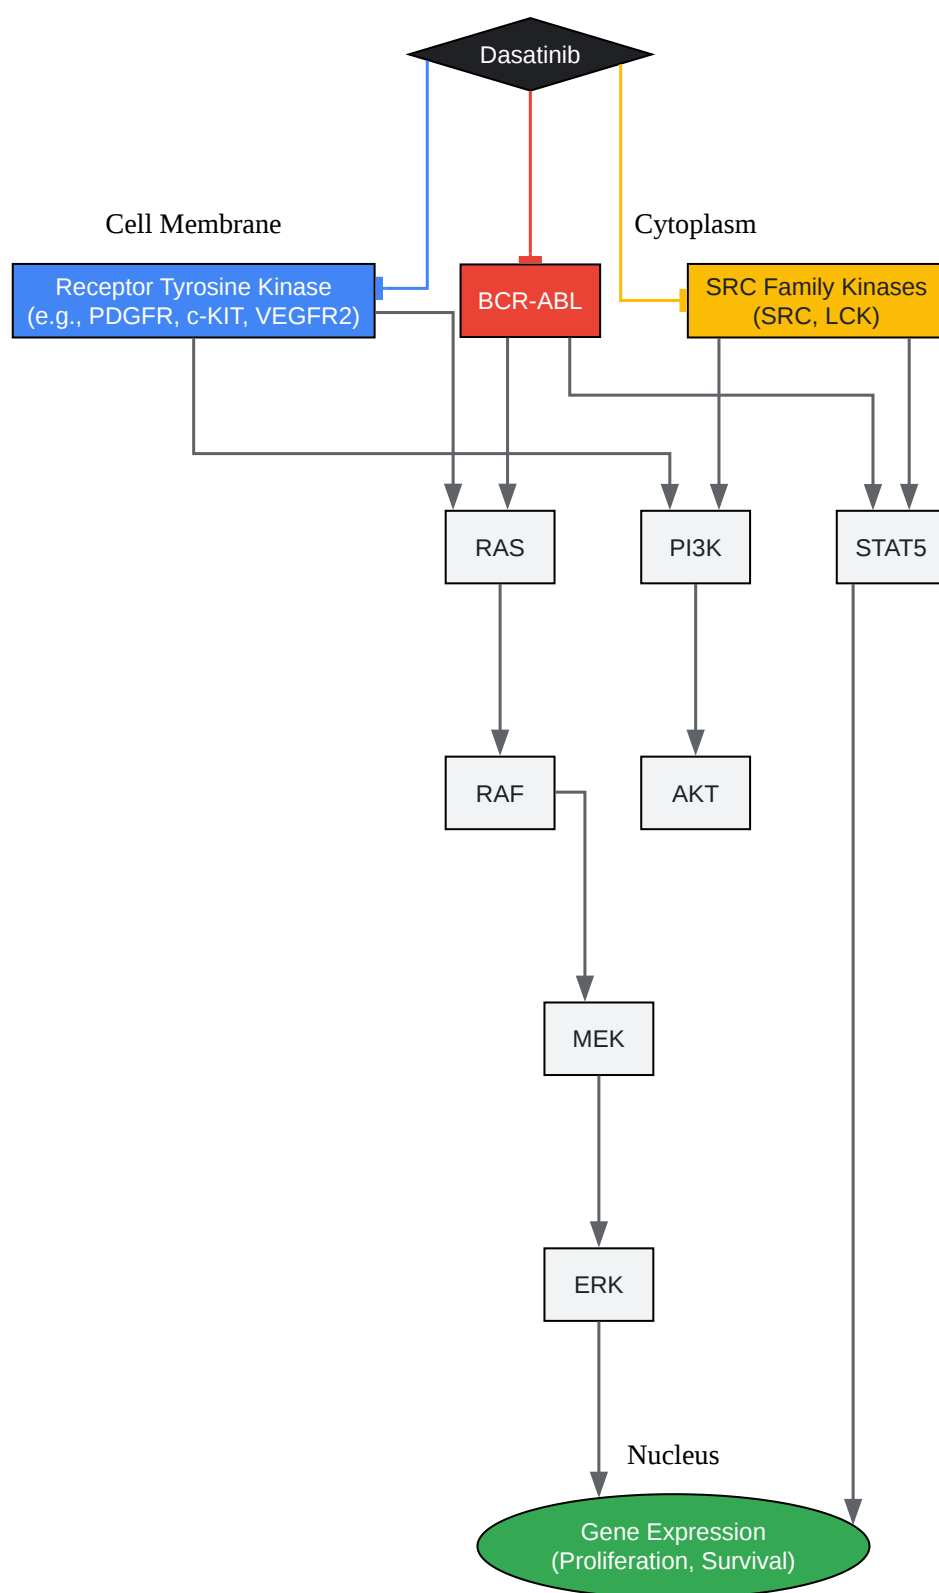 Dasatinib
Cell Membrane
Cytoplasm
Receptor Tyrosine Kinase
(e.g., PDGFR, c-KIT, VEGFR2)
BCR-ABL
SRC Family Kinases
(SRC, LCK)
RAS
PI3K
STAT5
RAF
AKT
MEK
ERK
Nucleus
Gene Expression
(Proliferation, Survival)